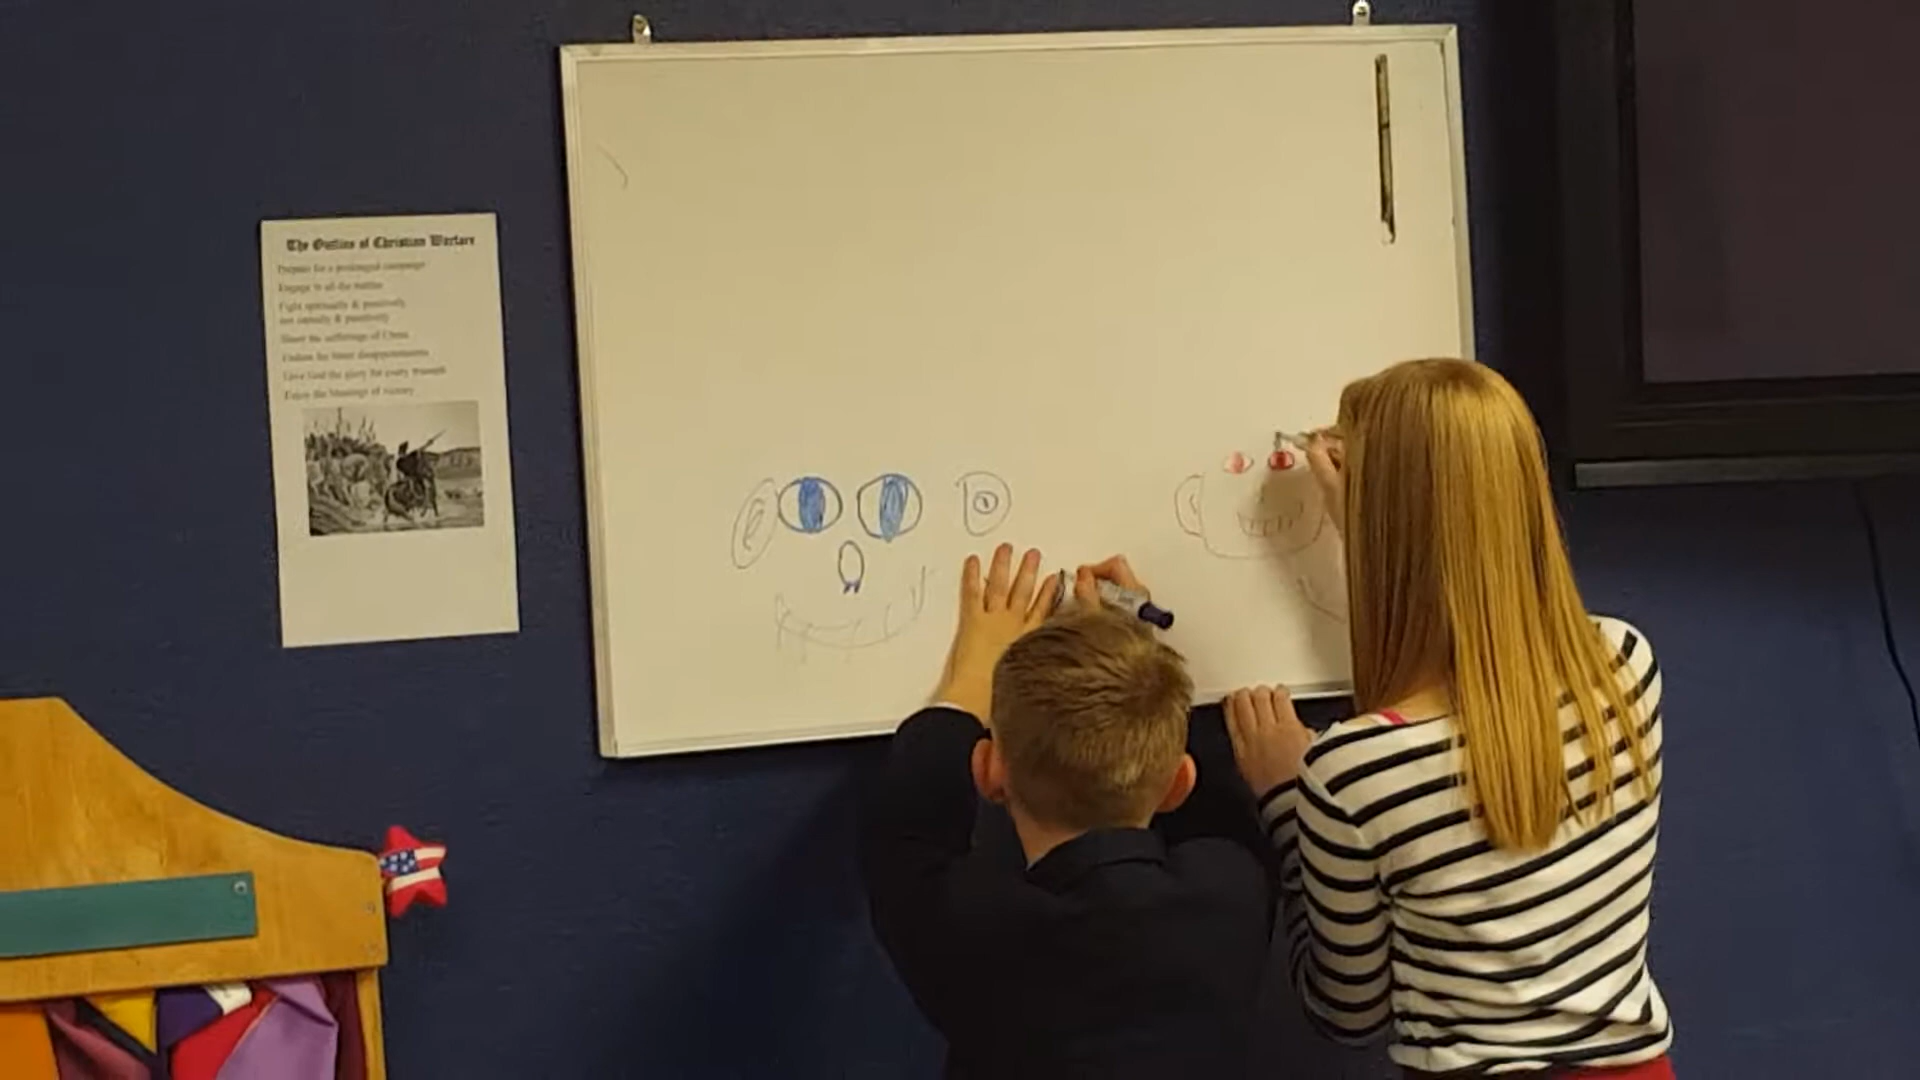 The Outline of Christian Warfare
Prepare for a prolonged campaign
Engage in all the battles
Fight spiritually & positively
not carnally & punitively
Share the sufferings of Christ
Endure the bitter disappointments
Give God the glory for every triumph
Enjoy the blessings of victory